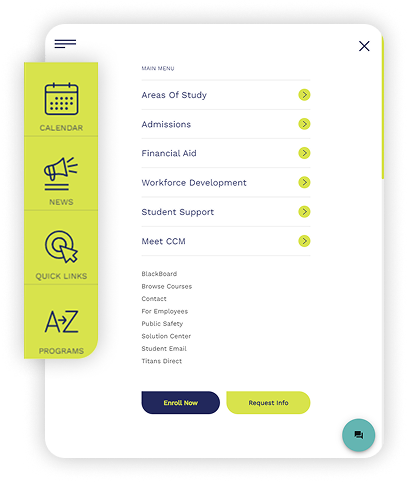 CALENDAR
NEWS
QUICK LINKS
A→Z
PROGRAMS
MAIN MENU
Areas Of Study
Admissions
Financial Aid
Workforce Development
Student Support
Meet CCM
BlackBoard
Browse Courses
Contact
For Employees
Public Safety
Solution Center
Student Email
Titans Direct
Enroll Now
Request Info